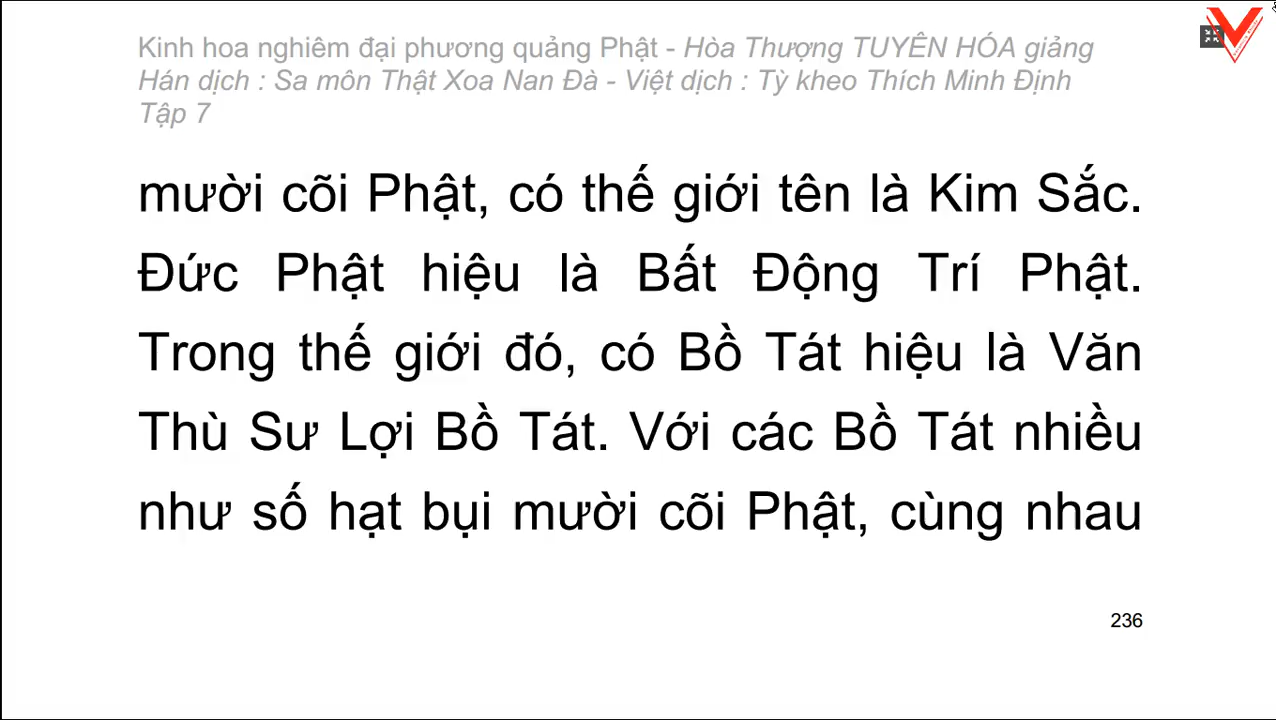 Kinh hoa nghiêm đại phương quảng Phật - Hòa Thượng TUYÊN HÓA giảng
Hán dịch : Sa môn Thật Xoa Nan Đà - Việt dịch : Tỳ kheo Thích Minh Định
Tập 7
mười cõi Phật, có thế giới tên là Kim Sắc.
Đức Phật hiệu là Bất Động Trí Phật.
Trong thế giới đó, có Bồ Tát hiệu là Văn
Thù Sư Lợi Bồ Tát. Với các Bồ Tát nhiều
như số hạt bụi mười cõi Phật, cùng nhau
236